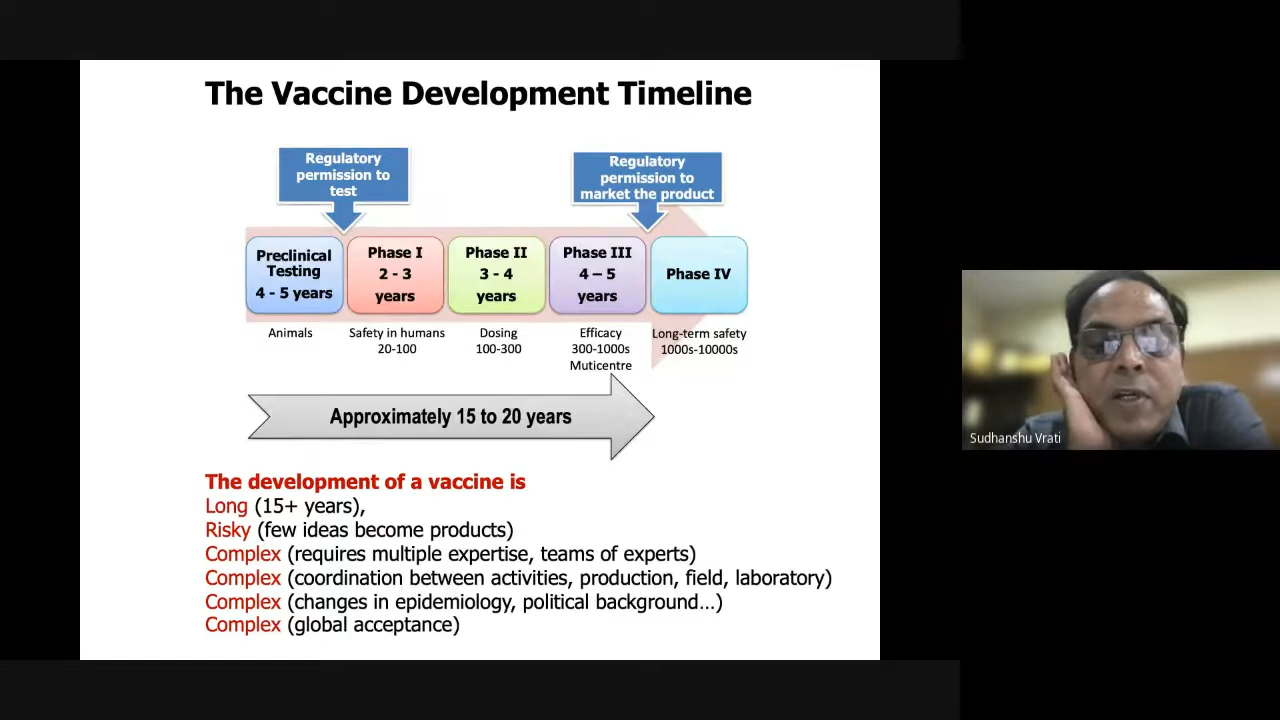 The Vaccine Development Timeline
Regulatory
permission to
test
Regulatory
permission to
market the product
Preclinical
Testing
4 - 5 years
Phase I
2 - 3
years
Phase II
3 - 4
years
Phase III
4 – 5
years
Phase IV
Animals
Safety in humans
20-100
Dosing
100-300
Efficacy
300-1000s
Muticentre
Long-term safety
1000s-10000s
Approximately 15 to 20 years
The development of a vaccine is
Long (15+ years),
Risky (few ideas become products)
Complex (requires multiple expertise, teams of experts)
Complex (coordination between activities, production, field, laboratory)
Complex (changes in epidemiology, political background…)
Complex (global acceptance)
Sudhanshu Vrati